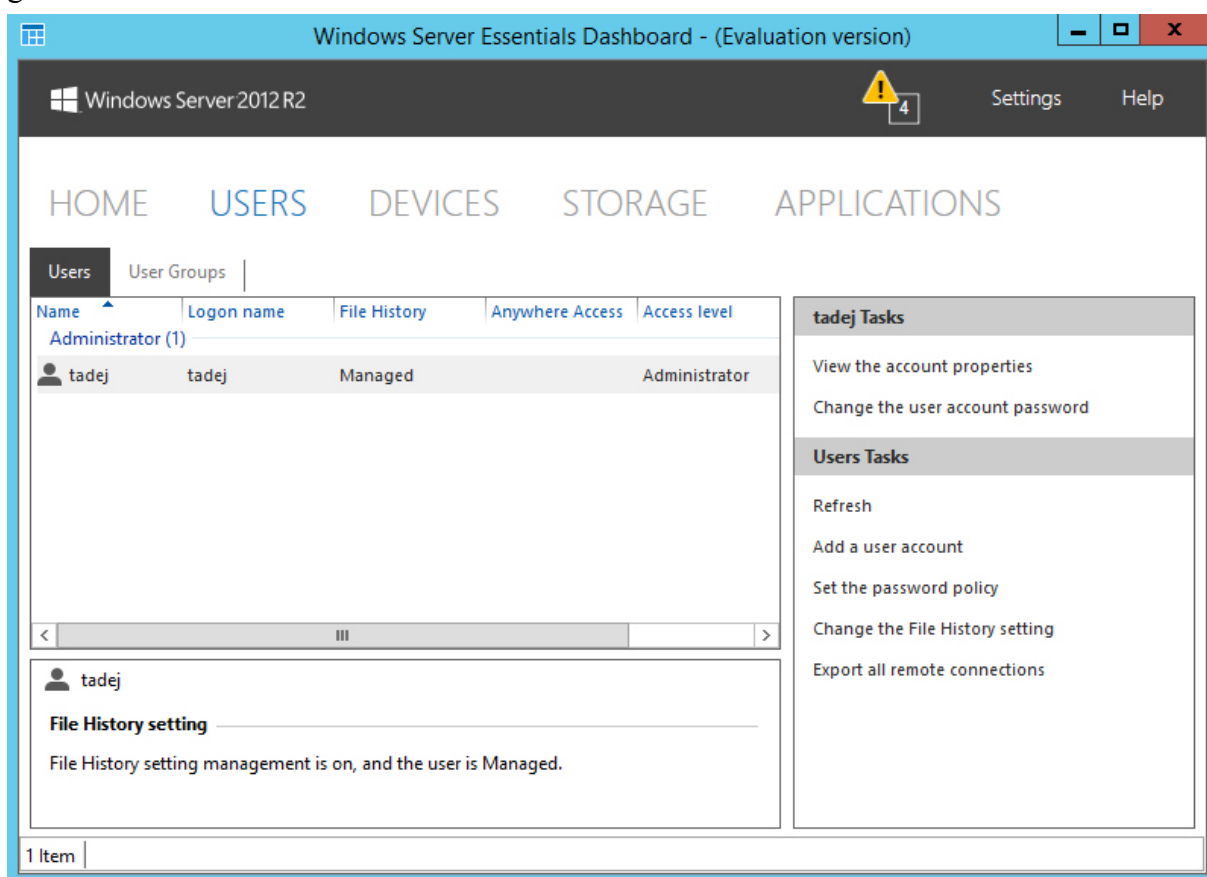 Windows Server Essentials Dashboard - (Evaluation version)
Windows Server 2012 R2
4
Settings
Help
HOME
USERS
DEVICES
STORAGE
APPLICATIONS
Users
User Groups
Name
Logon name
File History
Anywhere Access
Access level
Administrator (1)
tadej
tadej
Managed
Administrator
tadej Tasks
View the account properties
Change the user account password
Users Tasks
Refresh
Add a user account
Set the password policy
Change the File History setting
Export all remote connections
tadej
File History setting
File History setting management is on, and the user is Managed.
1 Item